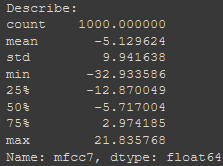 Describe:
count    1000.000000
mean       -5.129624
std         9.941638
min       -32.933586
25%       -12.870049
50%        -5.717004
75%         2.974185
max        21.835768
Name: mfcc7, dtype: float64